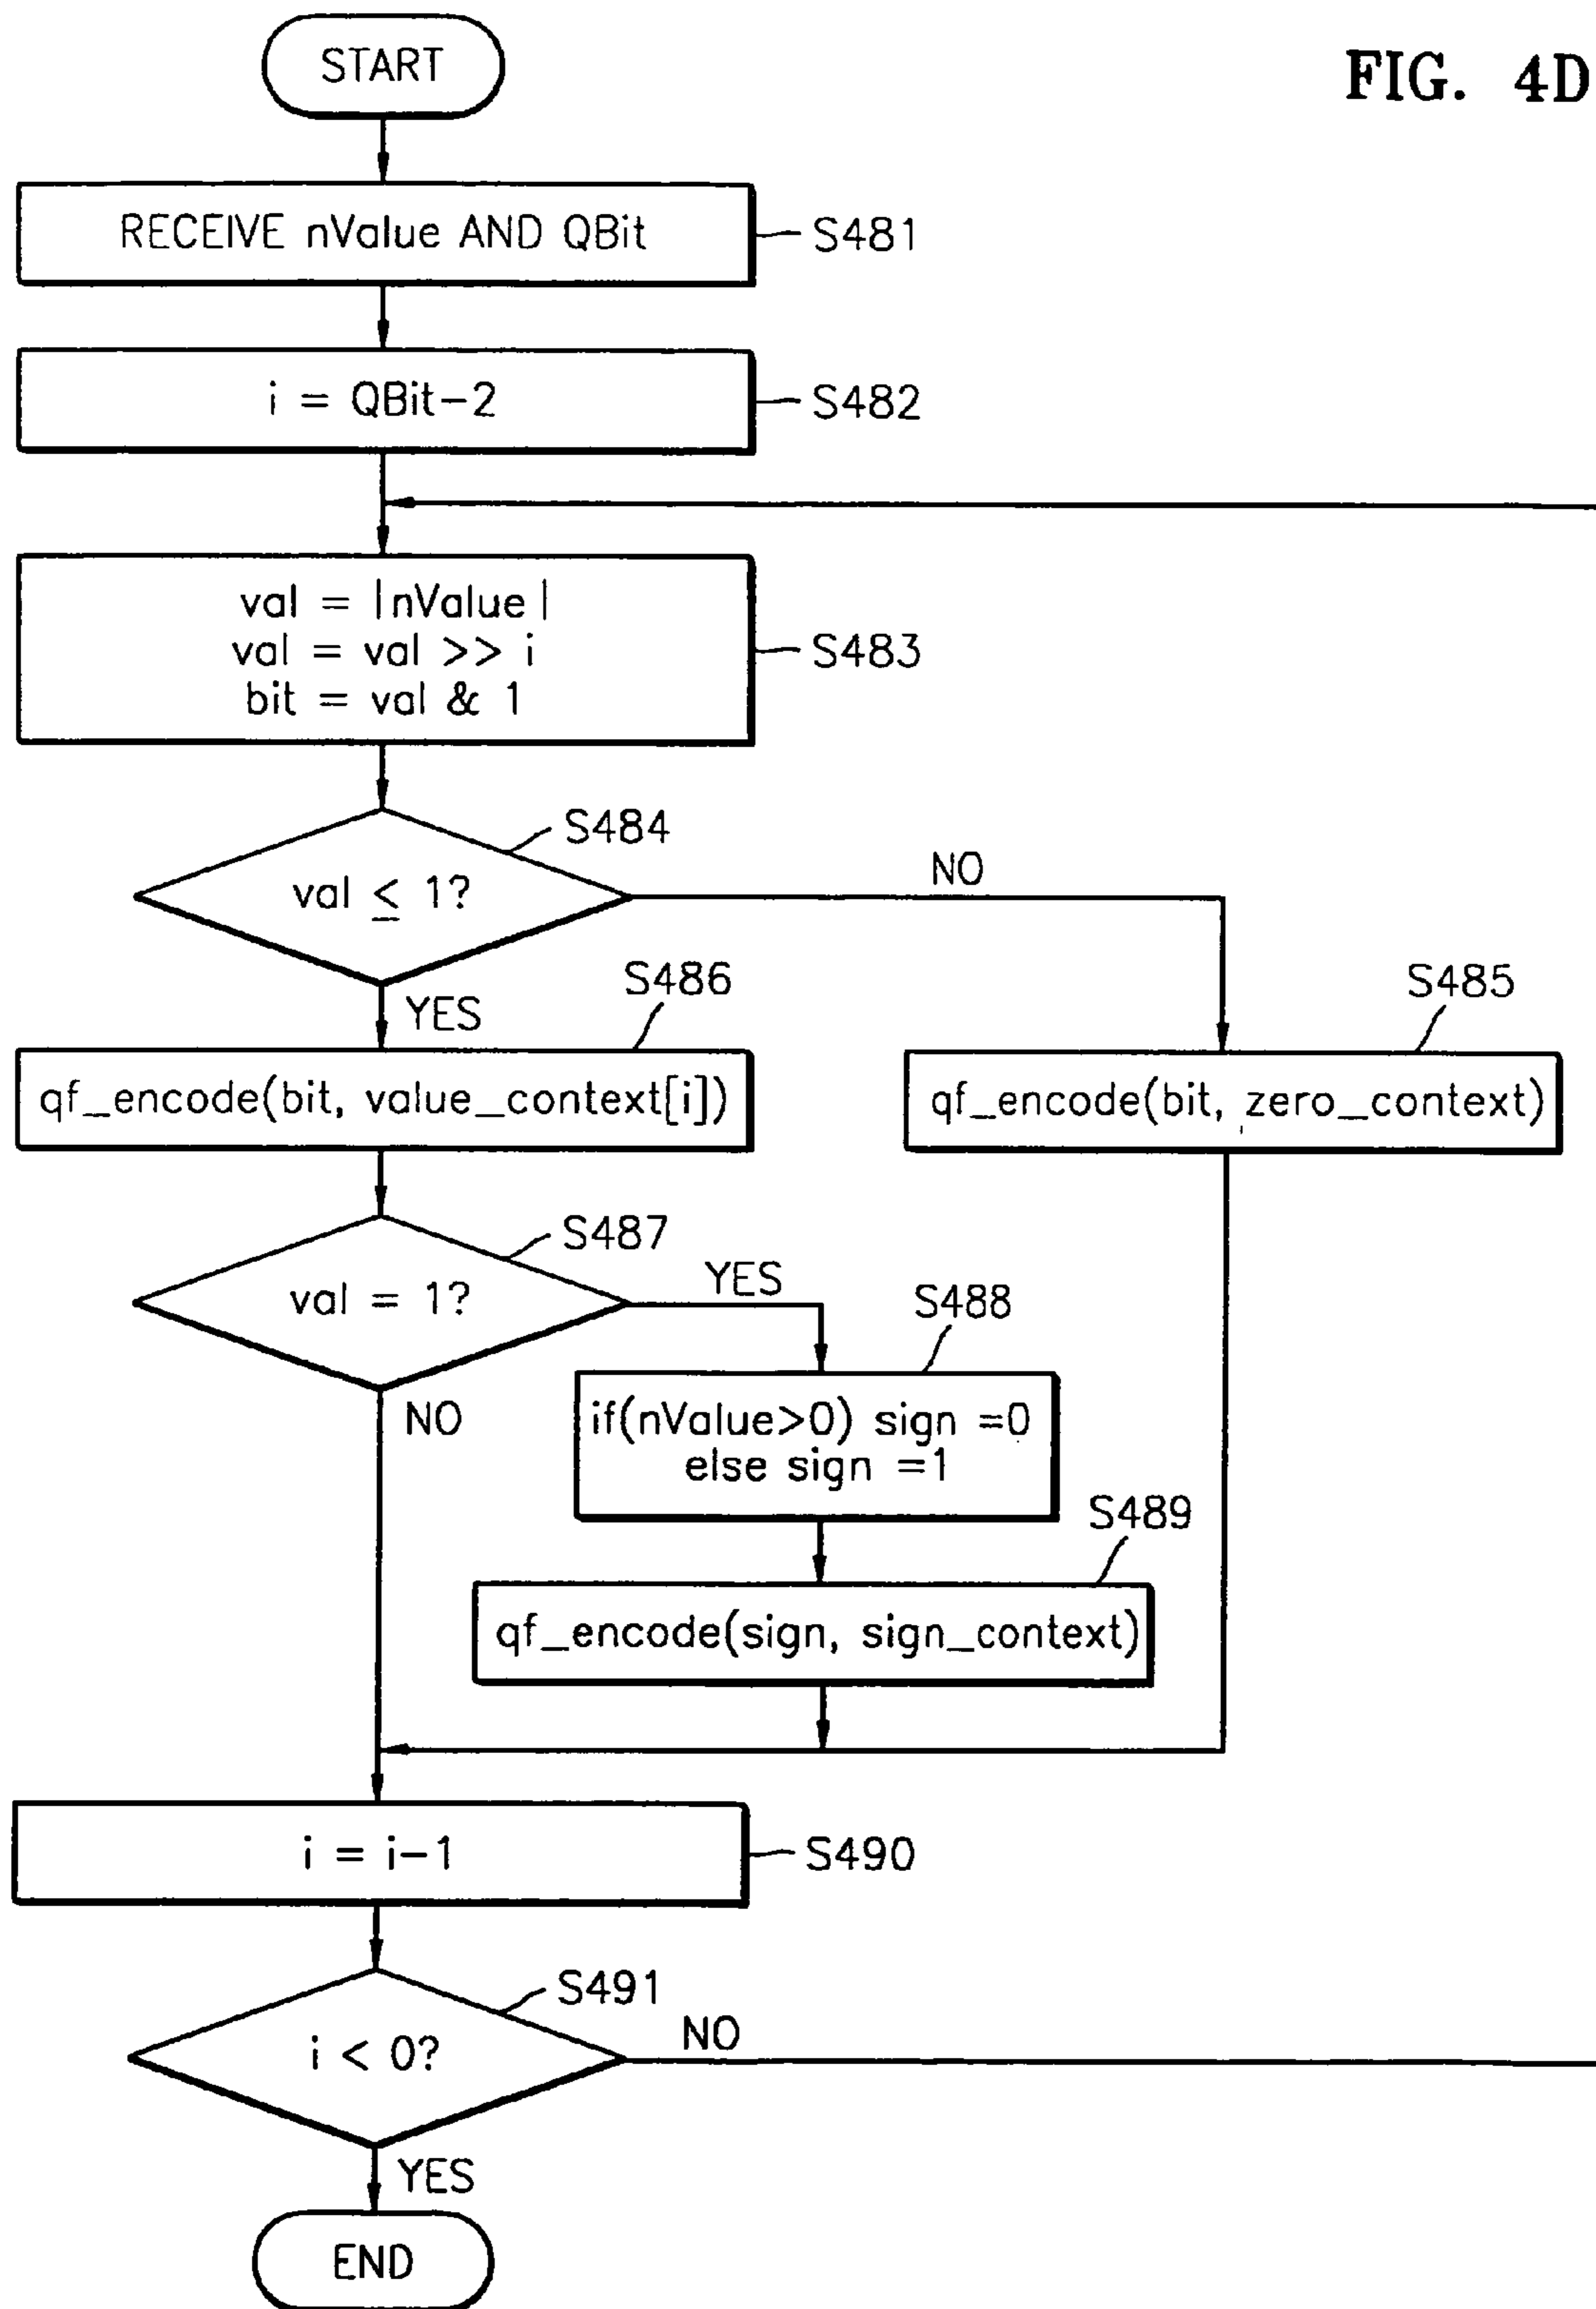 FIG. 4D
START
RECEIVE nValue AND QBit
S481
i = QBit-2
S482
val = |nValue|
val = val >> i
bit = val & 1
S483
S484
val ≤ 1?
NO
YES
S486
S485
qf_encode(bit, value_context[i])
qf_encode(bit, zero_context)
S487
val = 1?
YES
NO
S488
if(nValue>0) sign =0
else sign =1
S489
qf_encode(sign, sign_context)
i = i-1
S490
S491
i < 0?
NO
YES
END